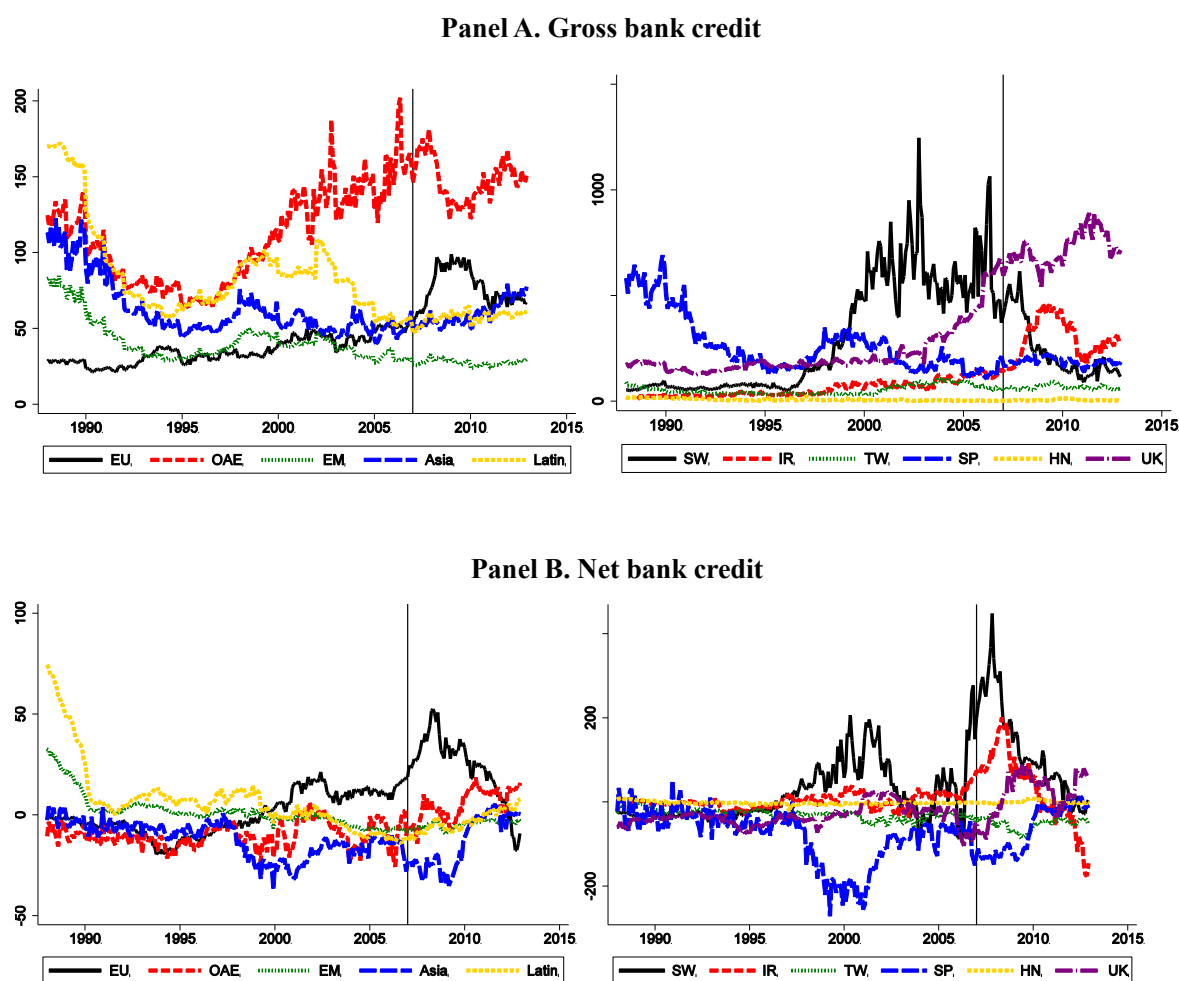 Panel A. Gross bank credit
200
150
100
50
0
1990 1995 2000 2005 2010 2015
EU, OAE, EM, Asia, Latin,
1000
0
1990 1995 2000 2005 2010 2015
SW, IR, TW, SP, HN, UK,
Panel B. Net bank credit
100
50
0
-50
1990 1995 2000 2005 2010 2015
EU, OAE, EM, Asia, Latin,
200
-200
1990 1995 2000 2005 2010 2015
SW, IR, TW, SP, HN, UK,